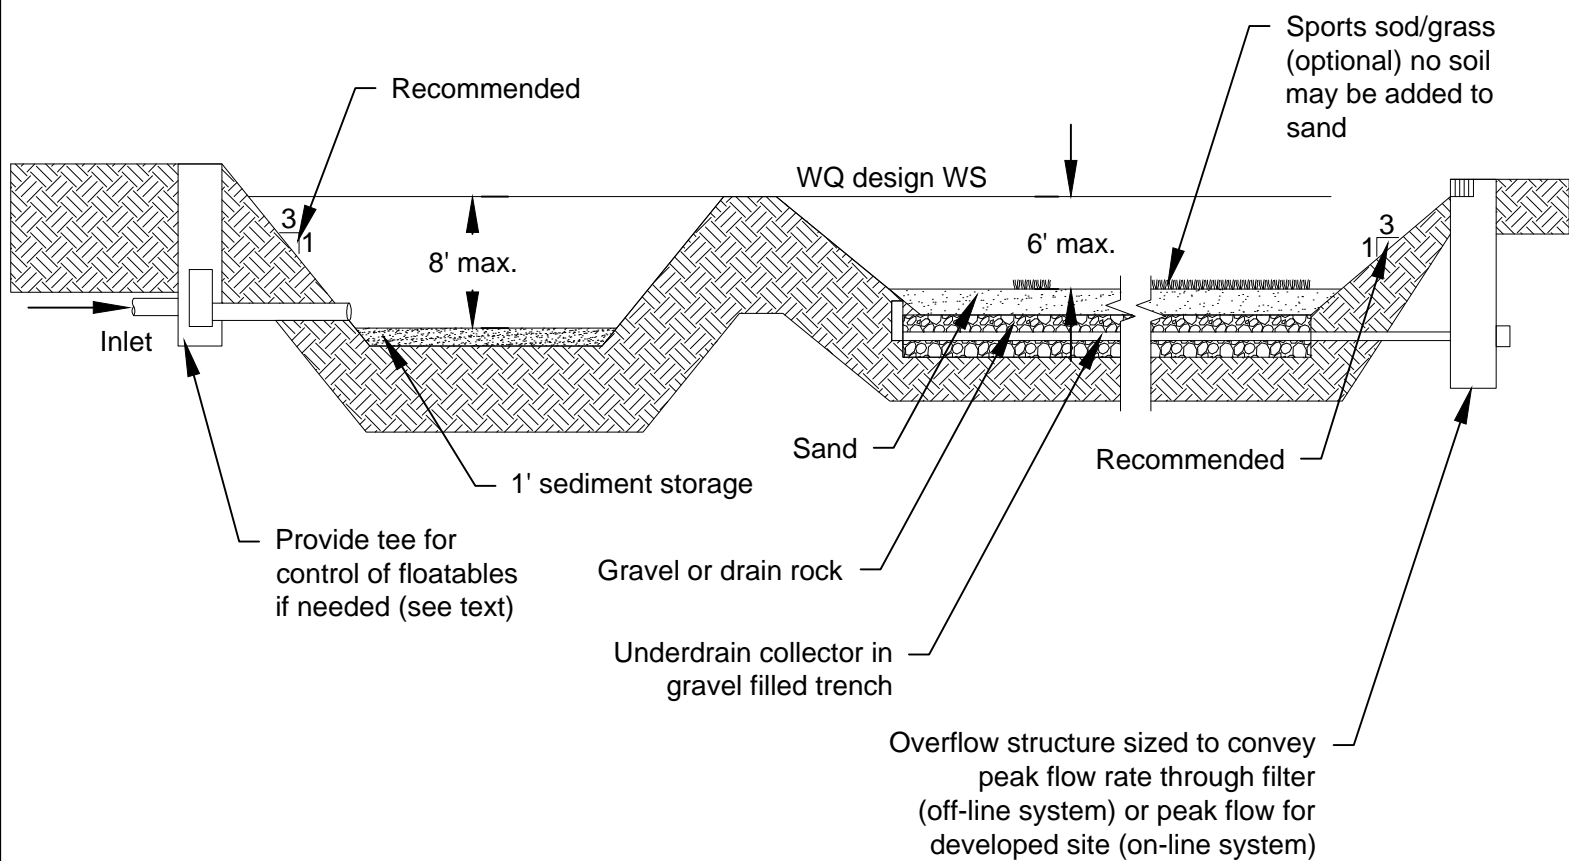 Sports sod/grass
(optional) no soil
may be added to
sand
Recommended
WQ design WS
3
1
8' max.
6' max.
3
1
Inlet
Sand
Recommended
1' sediment storage
Provide tee for
control of floatables
if needed (see text)
Gravel or drain rock
Underdrain collector in
gravel filled trench
Overflow structure sized to convey
peak flow rate through filter
(off-line system) or peak flow for
developed site (on-line system)